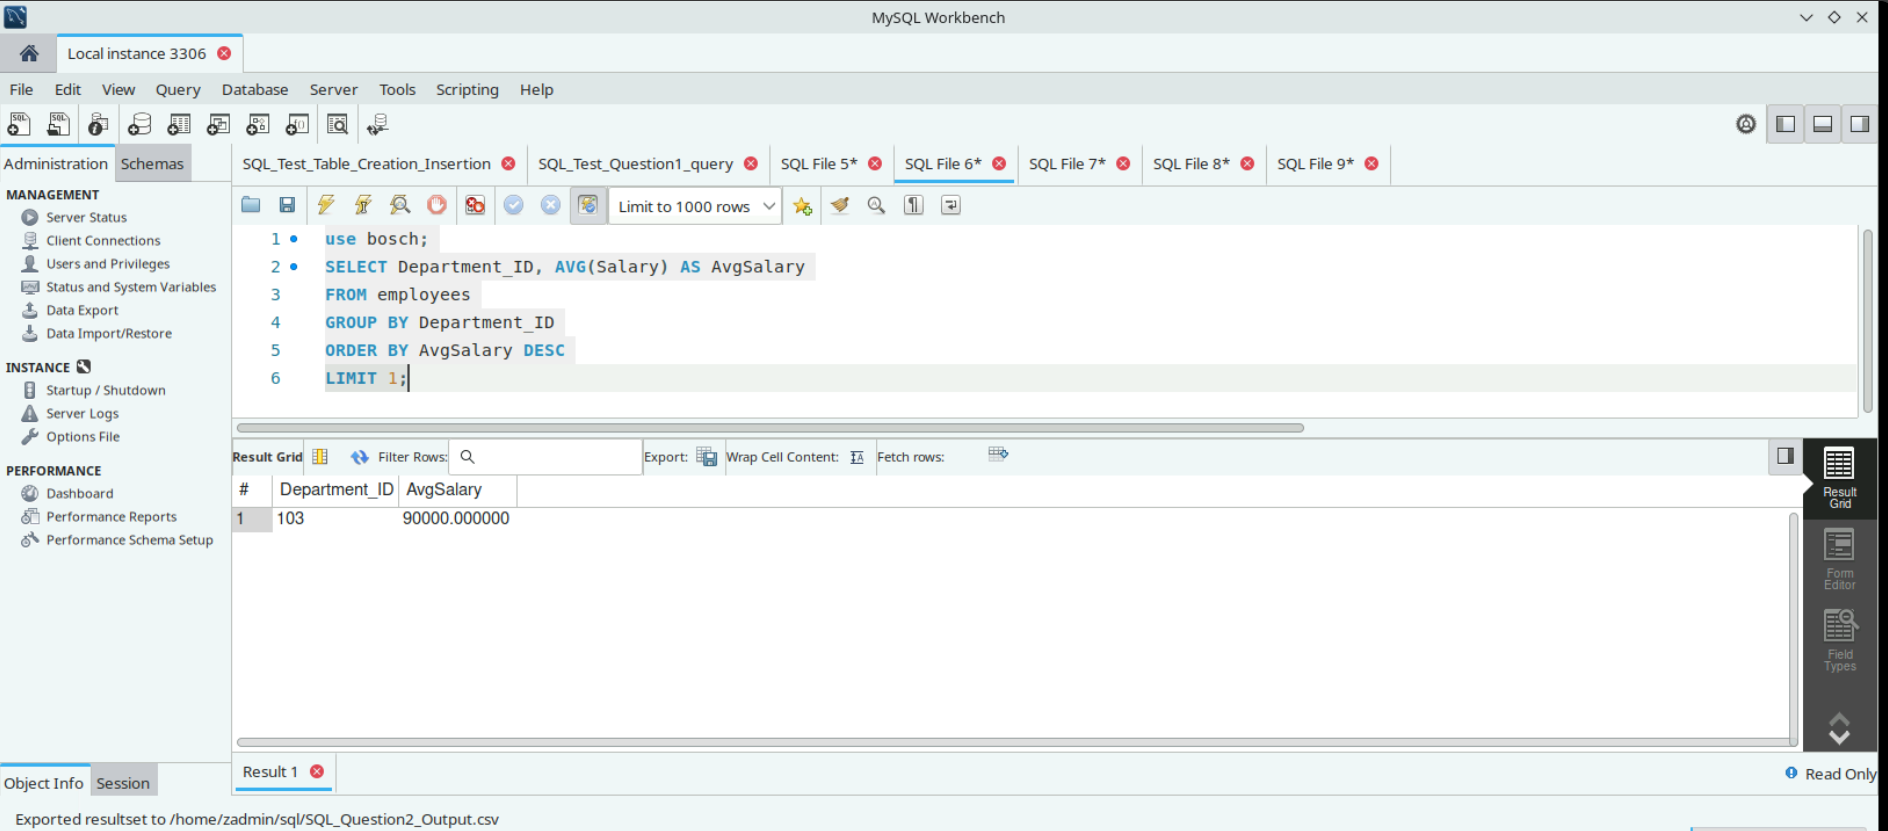 MySQL Workbench
Local instance 3306
File Edit View Query Database Server Tools Scripting Help
Administration Schemas
SQL_Test_Table_Creation_Insertion SQL_Test_Question1_query SQL File 5* SQL File 6* SQL File 7* SQL File 8* SQL File 9*
MANAGEMENT
Server Status
Client Connections
Users and Privileges
Status and System Variables
Data Export
Data Import/Restore
INSTANCE
Startup / Shutdown
Server Logs
Options File
PERFORMANCE
Dashboard
Performance Reports
Performance Schema Setup
Limit to 1000 rows
1 use bosch;
2 SELECT Department_ID, AVG(Salary) AS AvgSalary
3 FROM employees
4 GROUP BY Department_ID
5 ORDER BY AvgSalary DESC
6 LIMIT 1;
Result Grid Filter Rows: Export: Wrap Cell Content: Fetch rows:
# Department_ID AvgSalary
1 103 90000.000000
Result
Grid
Form
Editor
Field
Types
Object Info Session
Result 1
Read Only
Exported resultset to /home/zadmin/sql/SQL_Question2_Output.csv